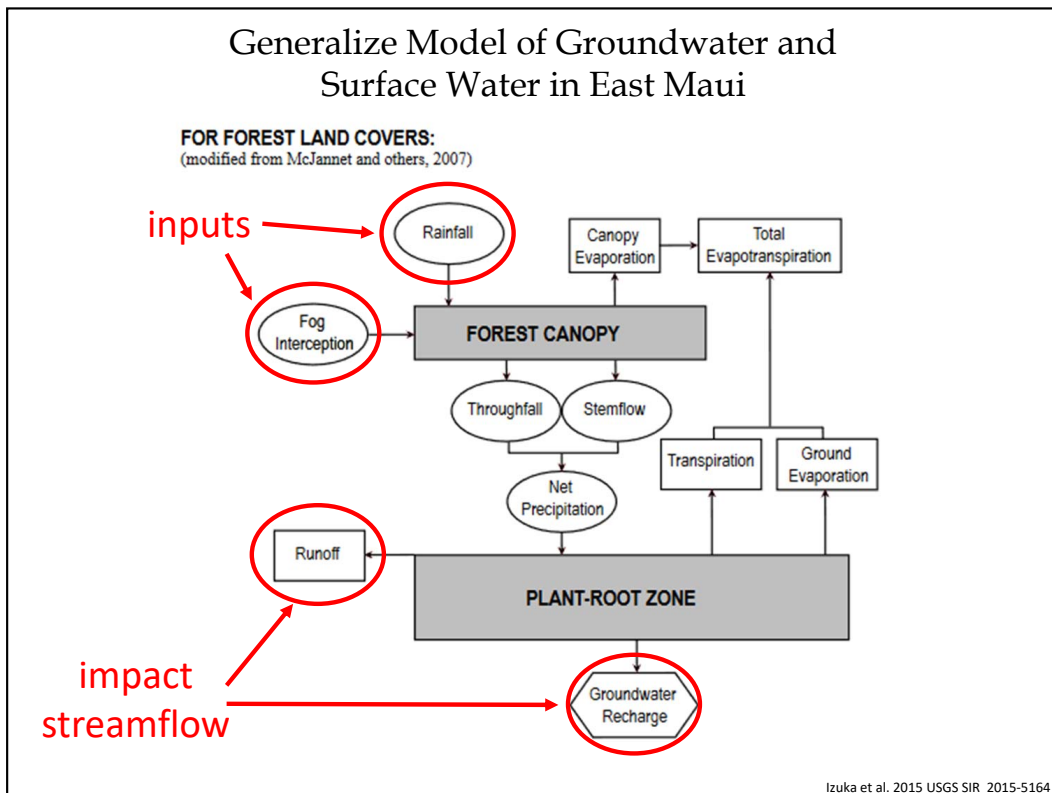 Generalize Model of Groundwater and
Surface Water in East Maui
FOR FOREST LAND COVERS:
(modified from McJannet and others, 2007)
inputs
Rainfall
Canopy
Evaporation
Total
Evapotranspiration
Fog
Interception
FOREST CANOPY
Throughfall
Stemflow
Transpiration
Ground
Evaporation
Net
Precipitation
Runoff
PLANT-ROOT ZONE
impact
streamflow
Groundwater
Recharge
Izuka et al. 2015 USGS SIR 2015-5164